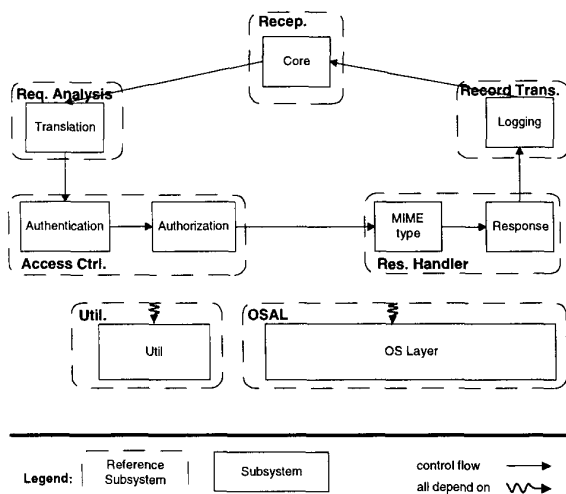 Recep.
Core
Req. Analysis
Translation
Record Trans.
Logging
Authentication
Authorization
Access Ctrl.
MIME
type
Response
Res. Handler
Util.
Util
OSAL
OS Layer
Legend:
Reference
Subsystem
Subsystem
control flow
all depend on